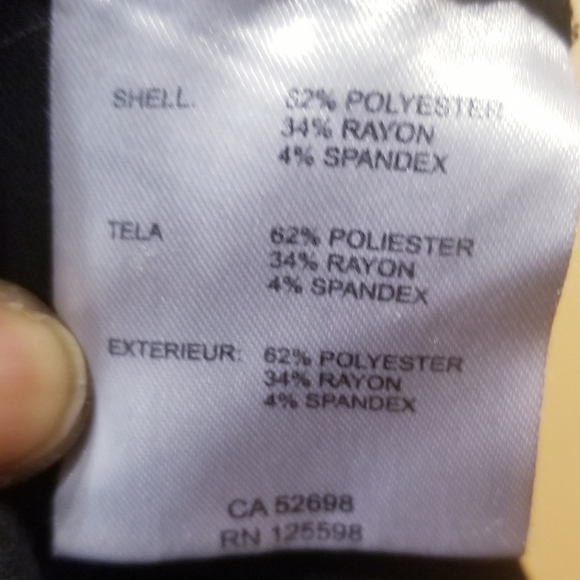 SHELL. 62% POLYESTER
34% RAYON
4% SPANDEX
TELA 62% POLIESTER
34% RAYON
4% SPANDEX
EXTERIEUR: 62% POLYESTER
34% RAYON
4% SPANDEX
CA 52698
RN 125598